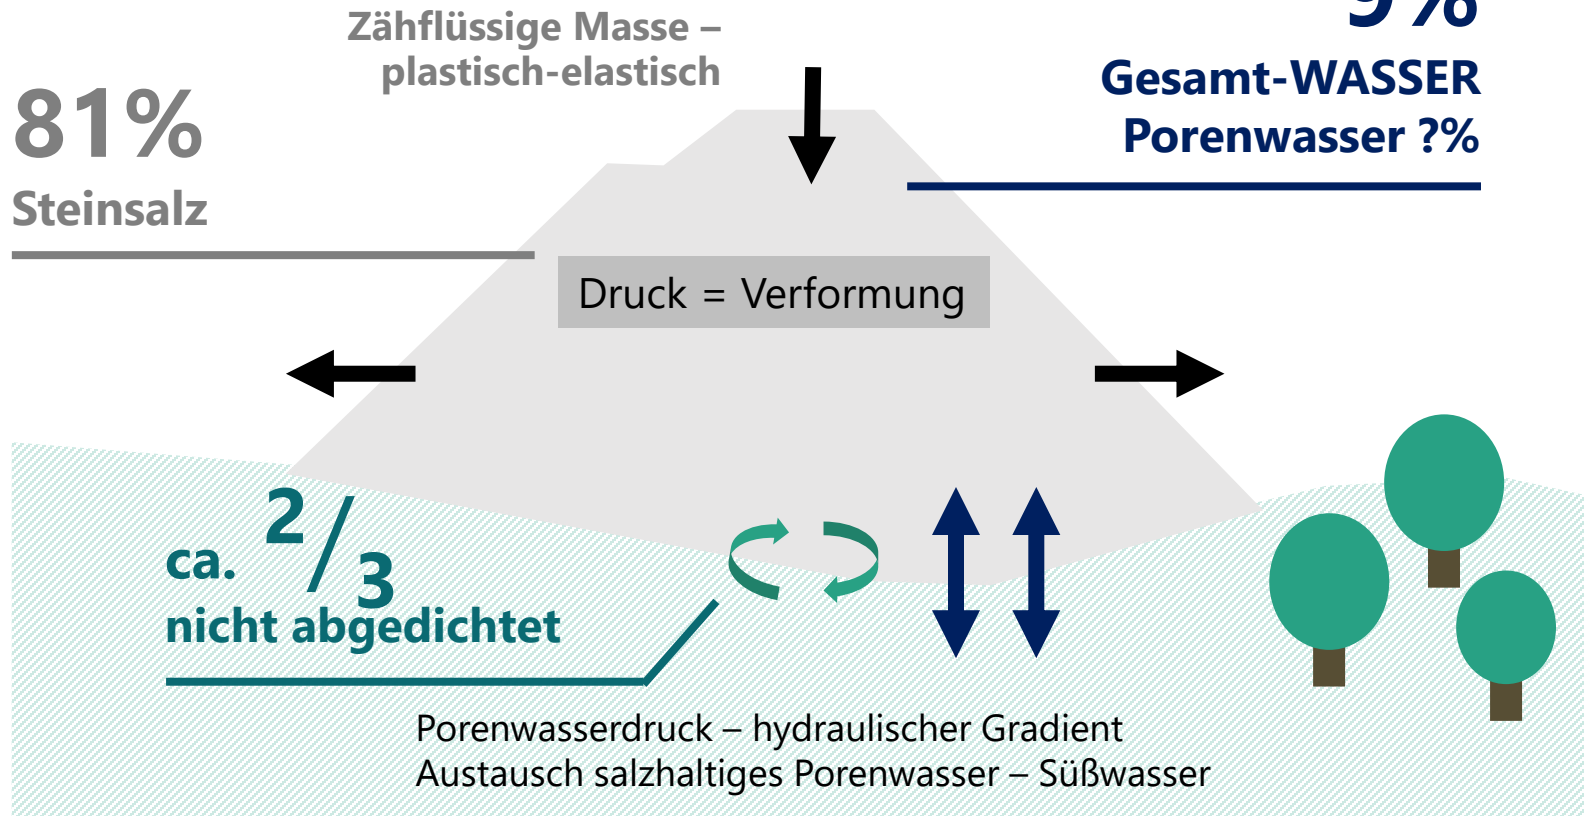 Zähflüssige Masse –
plastisch-elastisch
81%
Steinsalz
9%
Gesamt-WASSER
Porenwasser ?%
Druck = Verformung
ca. 2/3
nicht abgedichtet
Porenwasserdruck – hydraulischer Gradient
Austausch salzhaltiges Porenwasser – Süßwasser